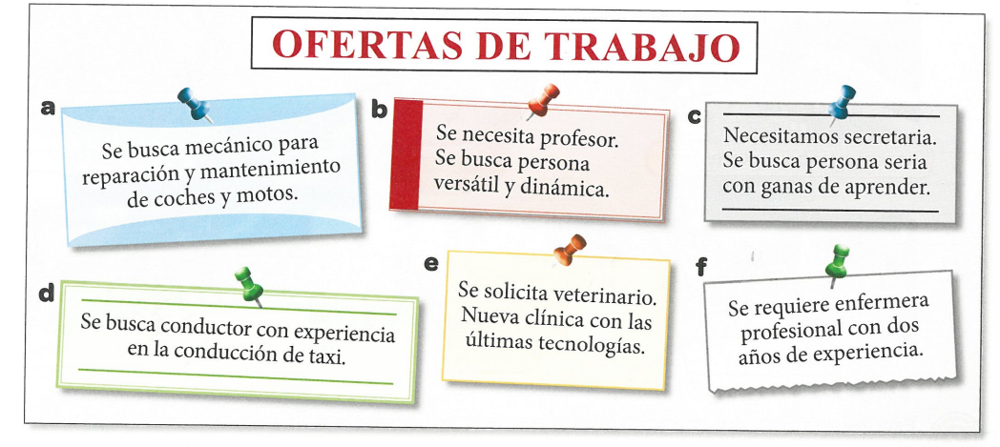 OFERTAS DE TRABAJO
a
Se busca mecánico para
reparación y mantenimiento
de coches y motos.
b
Se necesita profesor.
Se busca persona
versátil y dinámica.
c
Necesitamos secretaria.
Se busca persona seria
con ganas de aprender.
d
Se busca conductor con experiencia
en la conducción de taxi.
e
Se solicita veterinario.
Nueva clínica con las
últimas tecnologías.
f
Se requiere enfermera
profesional con dos
años de experiencia.